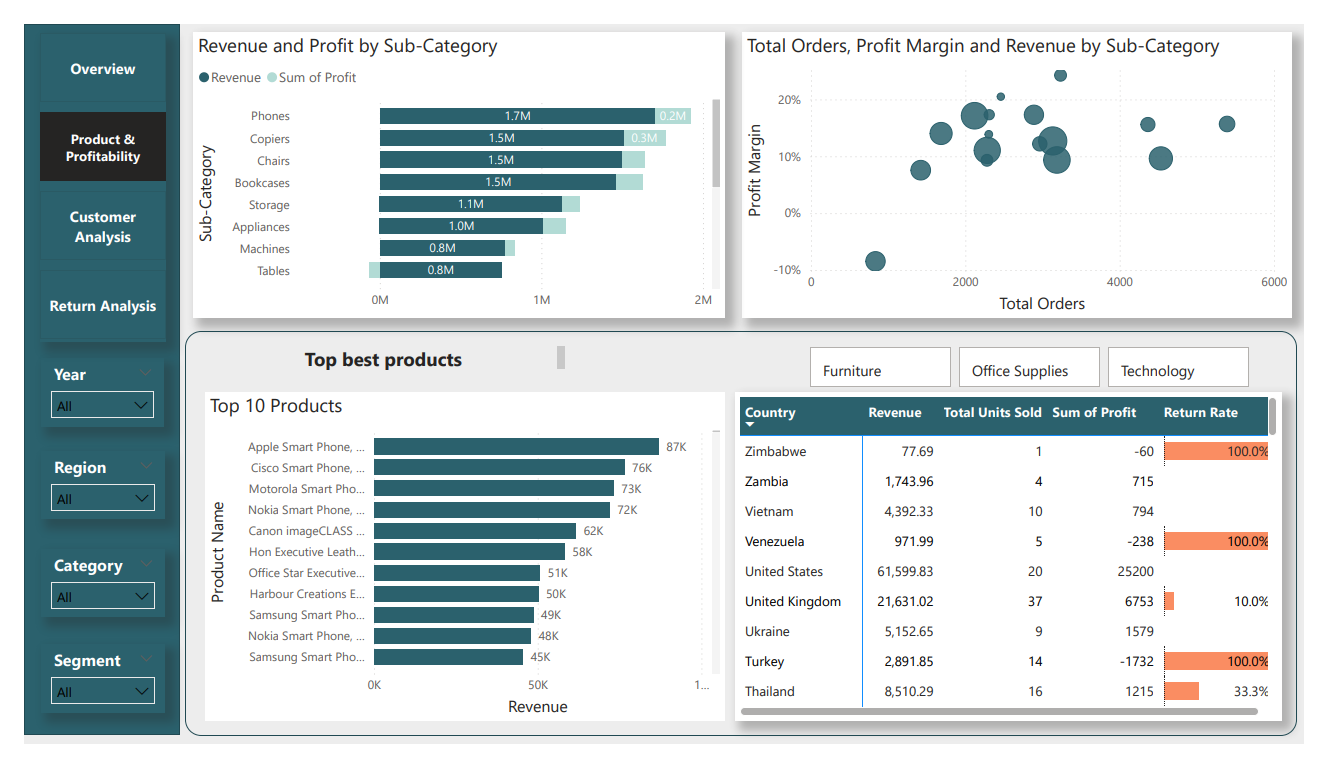 Overview
Product &
Profitability
Customer
Analysis
Return Analysis
Year
All
Region
All
Category
All
Segment
All
Revenue and Profit by Sub-Category
Revenue Sum of Profit
Sub-Category
Phones 1.7M 0.2M
Copiers 1.5M 0.3M
Chairs 1.5M
Bookcases 1.5M
Storage 1.1M
Appliances 1.0M
Machines 0.8M
Tables 0.8M
0M 1M 2M
Total Orders, Profit Margin and Revenue by Sub-Category
Profit Margin
20%
10%
0%
-10%
0 2000 4000 6000
Total Orders
Top best products
Furniture Office Supplies Technology
Top 10 Products
Product Name
Apple Smart Phone, ... 87K
Cisco Smart Phone, ... 76K
Motorola Smart Pho... 73K
Nokia Smart Phone, ... 72K
Canon imageCLASS ... 62K
Hon Executive Leath... 58K
Office Star Executive... 51K
Harbour Creations E... 50K
Samsung Smart Pho... 49K
Nokia Smart Phone, ... 48K
Samsung Smart Pho... 45K
0K 50K 1...
Revenue
Country Revenue Total Units Sold Sum of Profit Return Rate
Zimbabwe 77.69 1 -60 100.0%
Zambia 1,743.96 4 715
Vietnam 4,392.33 10 794
Venezuela 971.99 5 -238 100.0%
United States 61,599.83 20 25200
United Kingdom 21,631.02 37 6753 10.0%
Ukraine 5,152.65 9 1579
Turkey 2,891.85 14 -1732 100.0%
Thailand 8,510.29 16 1215 33.3%